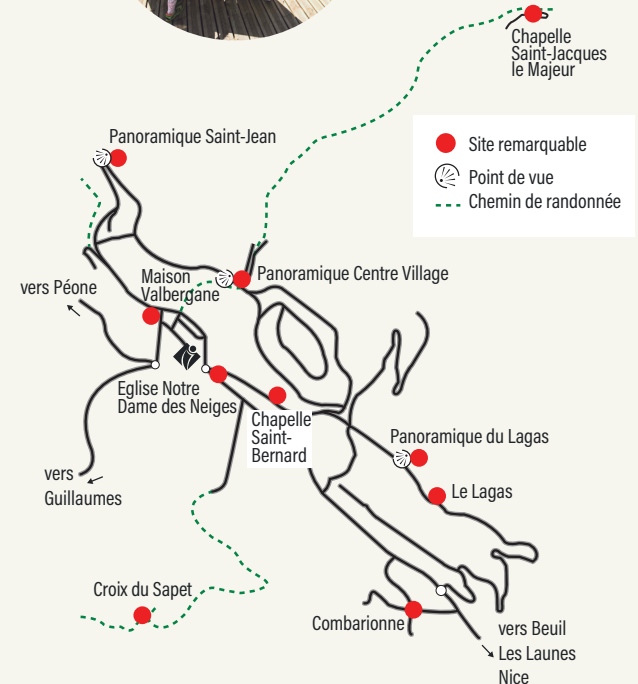 Chapelle
Saint-Jacques
le Majeur
Panoramique Saint-Jean
Site remarquable
Point de vue
Chemin de randonnée
Maison
Valbergane
Panoramique Centre Village
vers Péone
Eglise Notre
Dame des Neiges
Chapelle
Saint-
Bernard
Panoramique du Lagas
Le Lagas
vers
Guillaumes
Croix du Sapet
Combarionne
vers Beuil
Les Launes
Nice